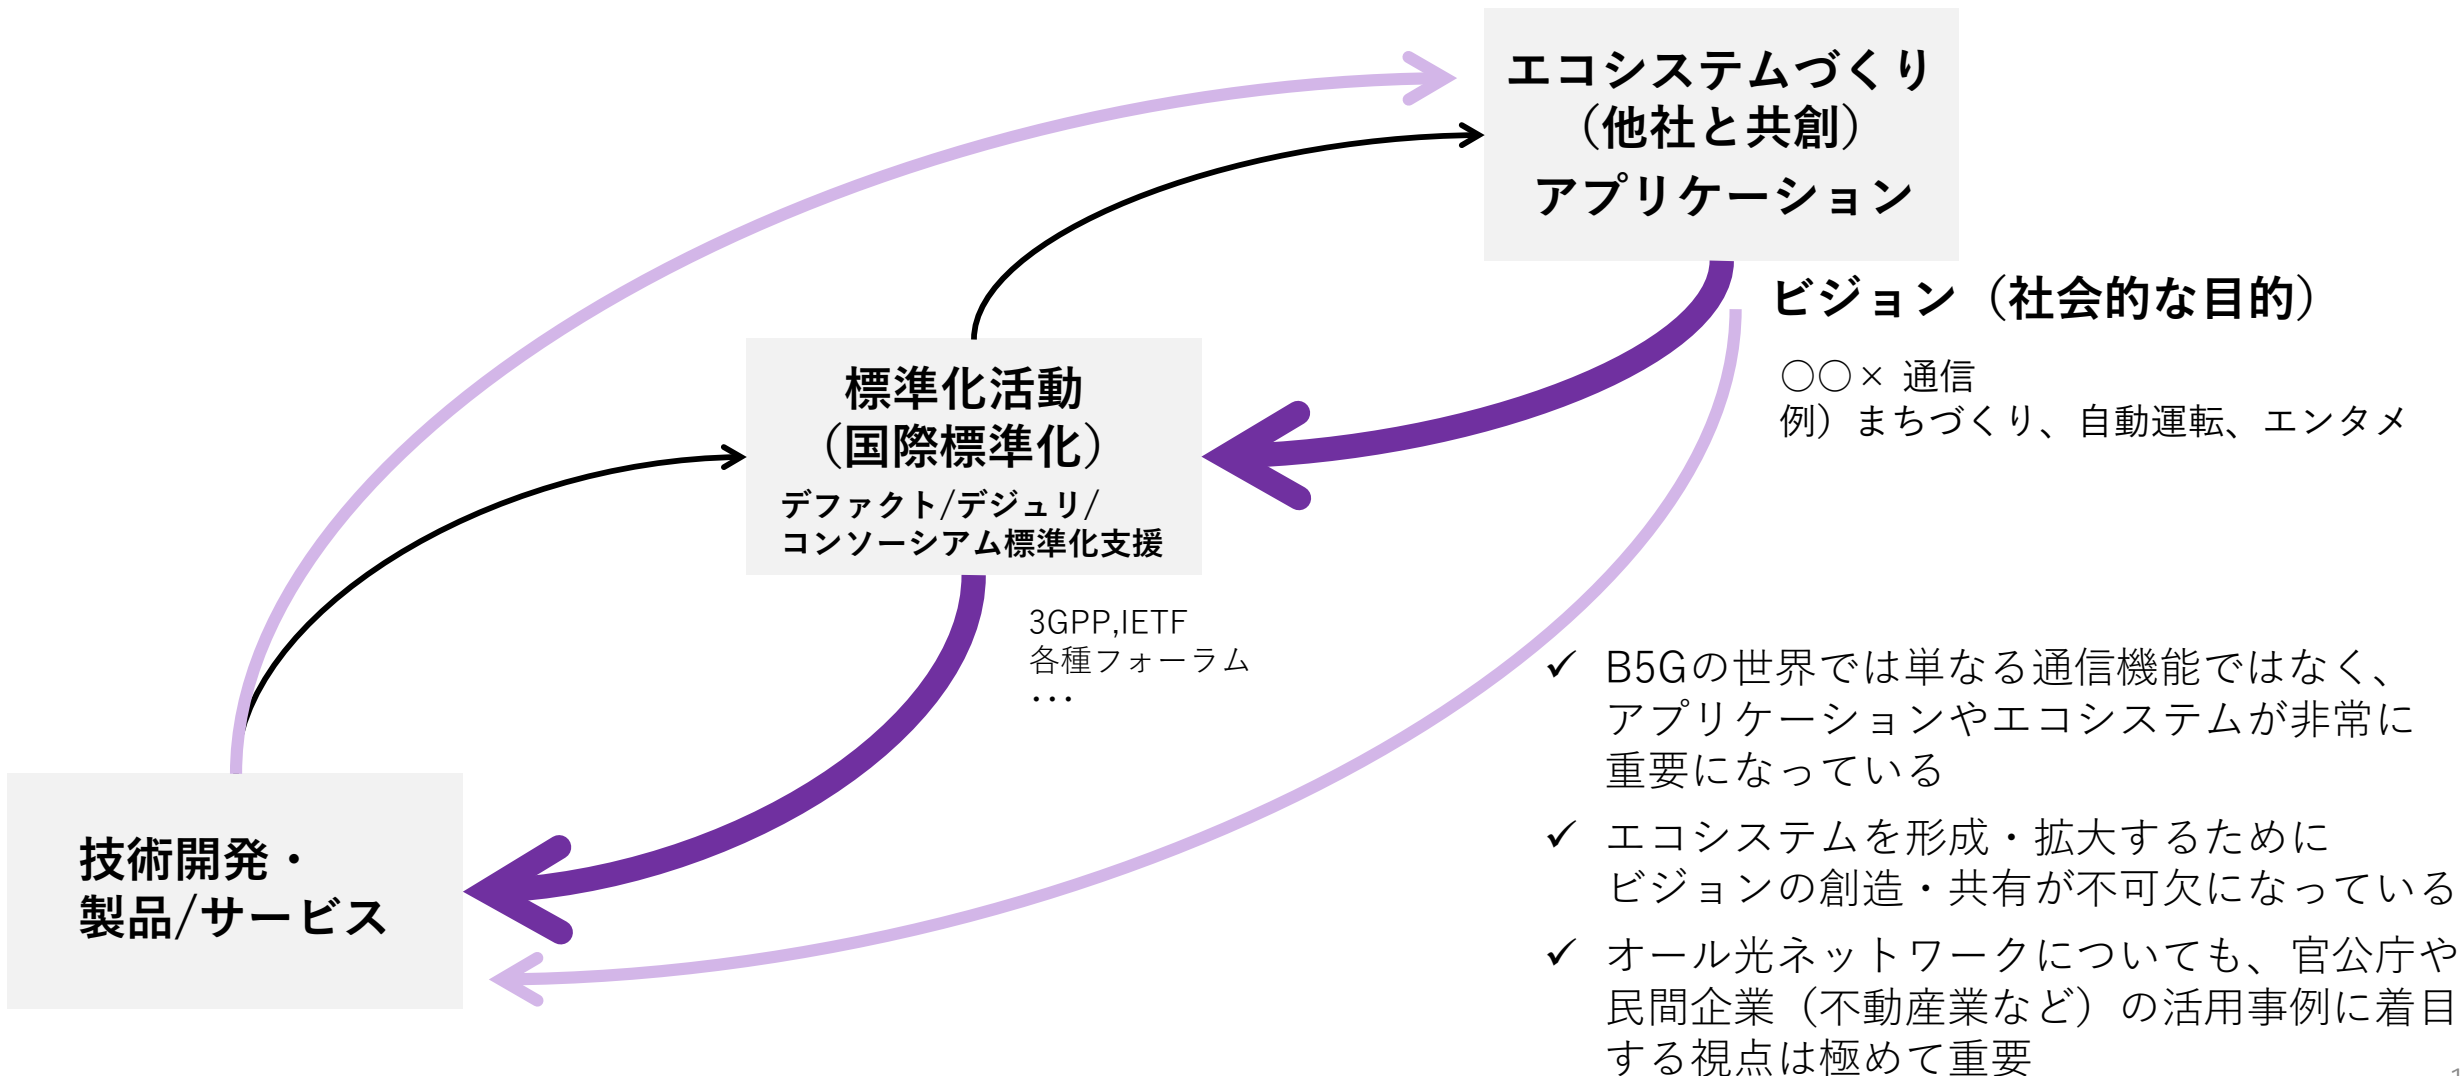 エコシステムづくり
（他社と共創）
アプリケーション
ビジョン（社会的な目的）
○○× 通信
例）まちづくり、自動運転、エンタメ
標準化活動
（国際標準化）
デファクト/デジュリ/
コンソーシアム標準化支援
3GPP,IETF
各種フォーラム
・・・
技術開発・
製品/サービス
✓ B5Gの世界では単なる通信機能ではなく、
アプリケーションやエコシステムが非常に
重要になっている
✓ エコシステムを形成・拡大するために
ビジョンの創造・共有が不可欠になっている
✓ オール光ネットワークについても、官公庁や
民間企業（不動産業など）の活用事例に着目
する視点は極めて重要